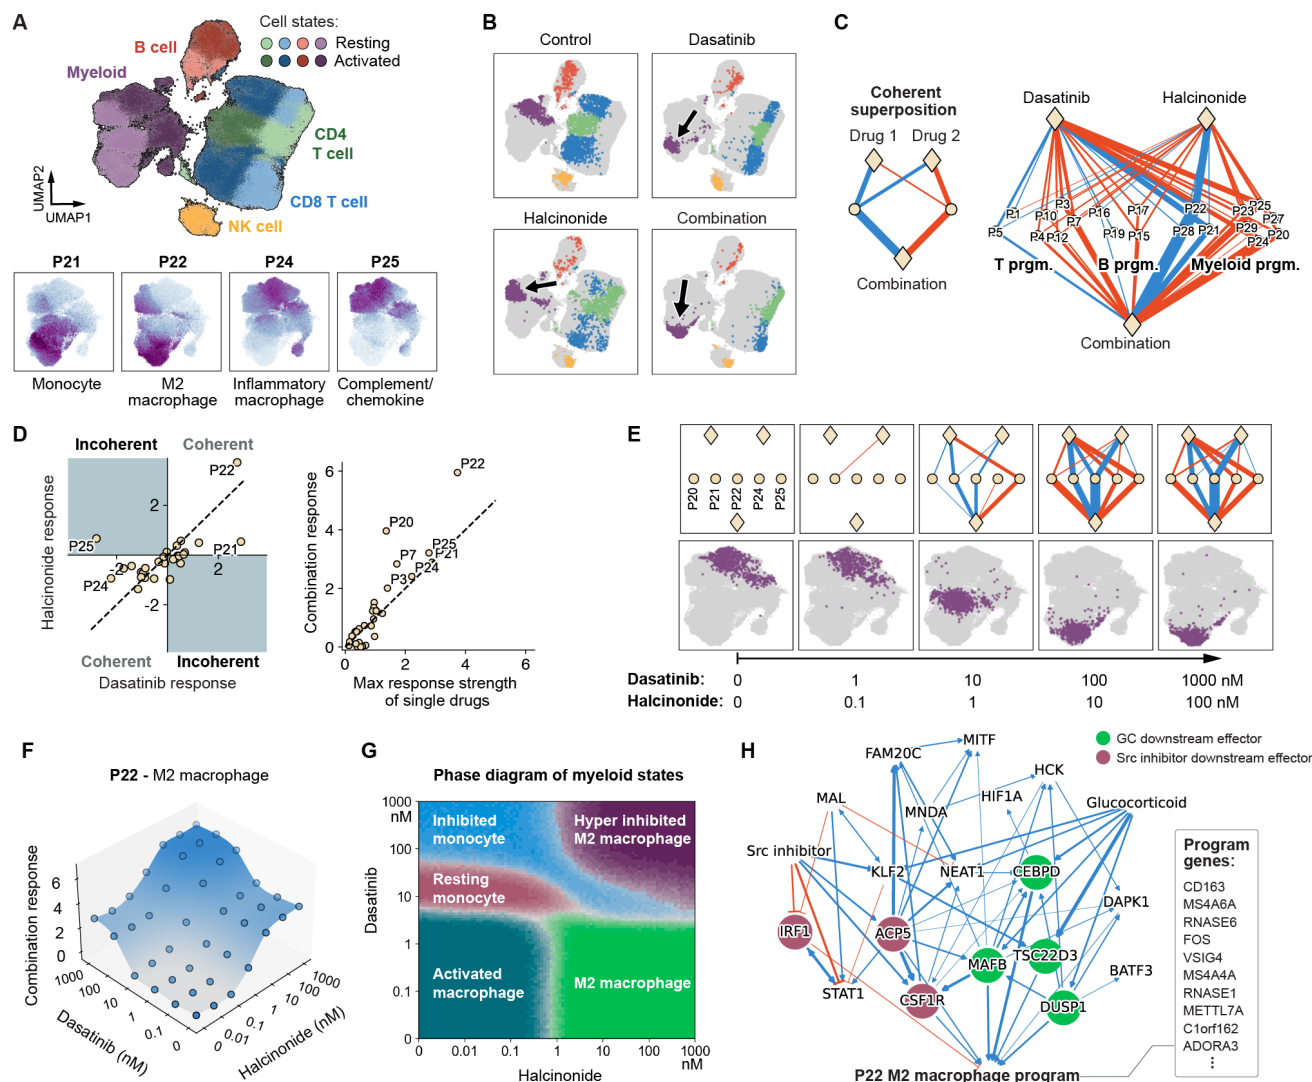 A
Cell states:
Resting
Activated
B cell
Myeloid
CD4
T cell
CD8 T cell
NK cell
UMAP2
UMAP1
P21
P22
P24
P25
Monocyte
M2
macrophage
Inflammatory
macrophage
Complement/
chemokine
B
Control
Dasatinib
Halcinonide
Combination
C
Coherent
superposition
Drug 1
Drug 2
Combination
Dasatinib
Halcinonide
P1
P5
P10
P3
P4
P12
P7
P16
P19
P17
P15
P22
P28
P21
P23
P25
P29
P27
P24
P20
T prgm.
B prgm.
Myeloid prgm.
Combination
D
Incoherent
Coherent
P22
P25
P21
P24
2
-2
2
-2
Coherent
Incoherent
Halcinonide response
Dasatinib response
Combination response
6
4
2
0
0
2
4
6
P22
P20
P25
P21
P7
P24
P3
Max response strength
of single drugs
E
P20
P21
P22
P24
P25
Dasatinib:
0
1
10
100
1000 nM
Halcinonide:
0
0.1
1
10
100 nM
F
P22 - M2 macrophage
Combination response
6
4
2
0
1000
100
10
1
0.1
0
Dasatinib (nM)
0
0.01
0.1
1
10
100
1000
Halcinonide (nM)
G
Phase diagram of myeloid states
1000
nM
100
10
1
0.1
0
Dasatinib
Inhibited
monocyte
Hyper inhibited
M2 macrophage
Resting
monocyte
Activated
macrophage
M2 macrophage
0
0.01
0.1
1
10
100
1000
nM
Halcinonide
H
GC downstream effector
Src inhibitor downstream effector
MITF
FAM20C
HCK
HIF1A
MAL
MNDA
Glucocorticoid
Src inhibitor
KLF2
NEAT1
CEBPD
DAPK1
IRF1
ACP5
TSC22D3
MAFB
BATF3
STAT1
CSF1R
DUSP1
P22 M2 macrophage program
Program
genes:
CD163
MS4A6A
RNASE6
FOS
VSIG4
MS4A4A
RNASE1
METTL7A
C1orf162
ADORA3
⋮